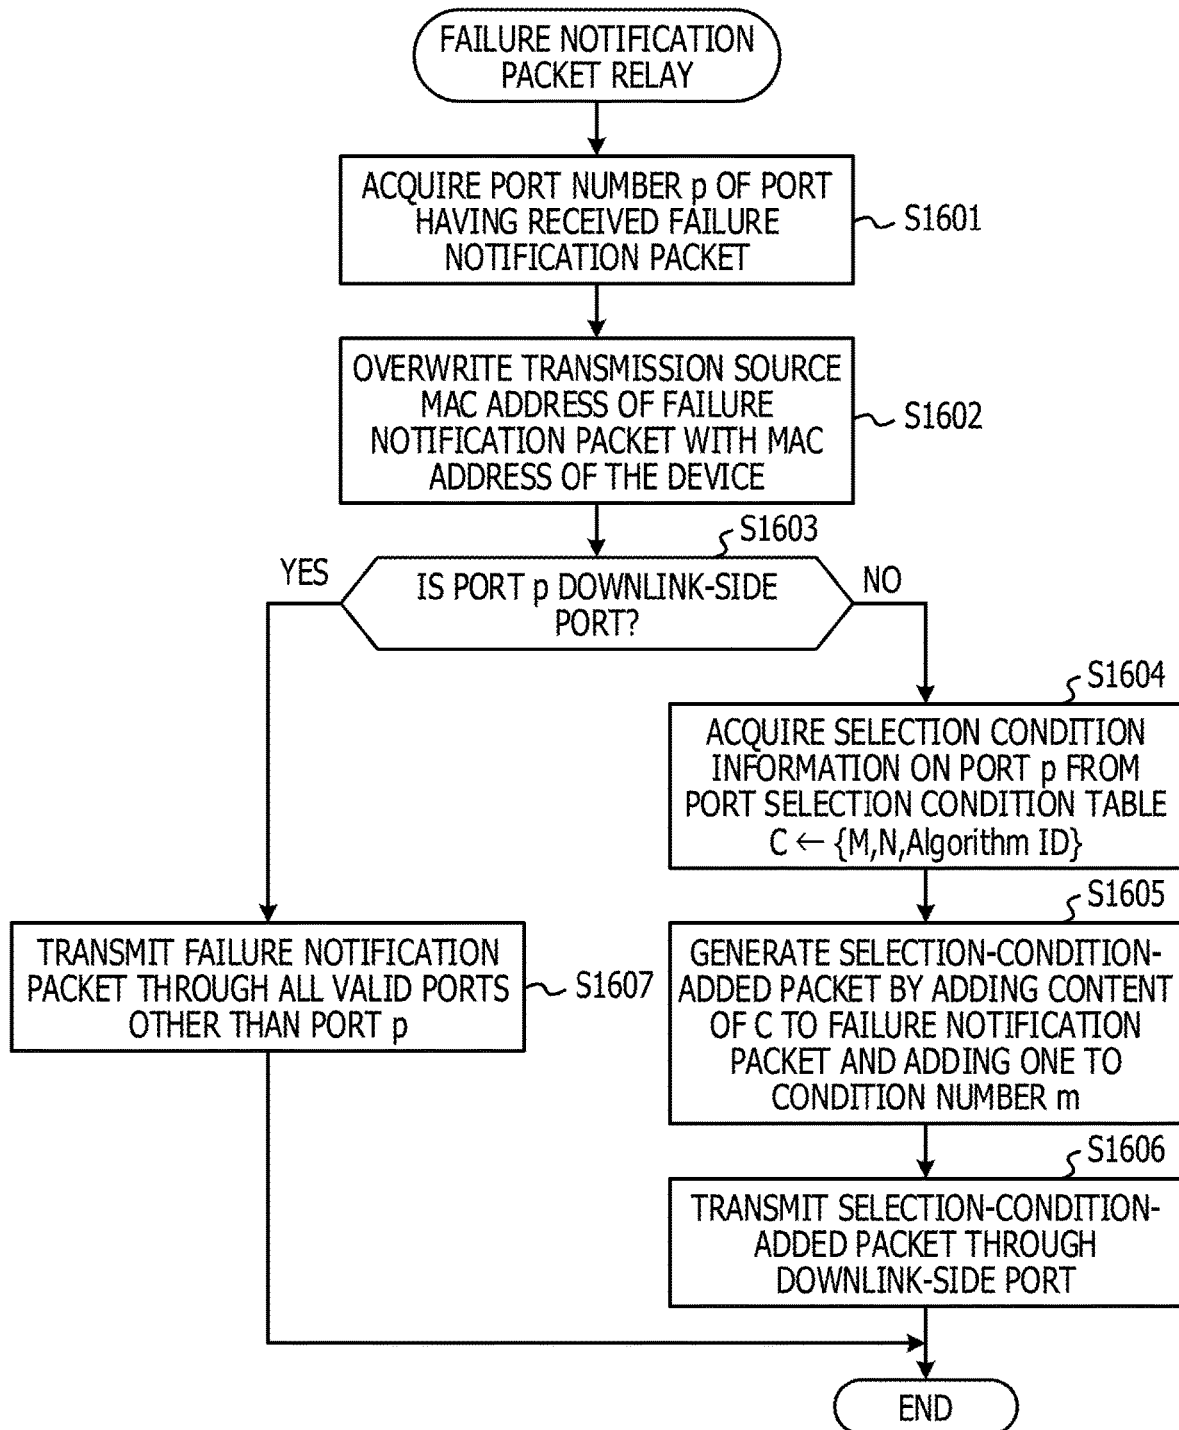 FAILURE NOTIFICATION
PACKET RELAY
ACQUIRE PORT NUMBER p OF PORT
HAVING RECEIVED FAILURE
NOTIFICATION PACKET
S1601
OVERWRITE TRANSMISSION SOURCE
MAC ADDRESS OF FAILURE
NOTIFICATION PACKET WITH MAC
ADDRESS OF THE DEVICE
S1602
S1603
YES
IS PORT p DOWNLINK-SIDE
PORT?
NO
S1604
ACQUIRE SELECTION CONDITION
INFORMATION ON PORT p FROM
PORT SELECTION CONDITION TABLE
C ← {M,N,Algorithm ID}
S1605
GENERATE SELECTION-CONDITION-
ADDED PACKET BY ADDING CONTENT
OF C TO FAILURE NOTIFICATION
PACKET AND ADDING ONE TO
CONDITION NUMBER m
TRANSMIT FAILURE NOTIFICATION
PACKET THROUGH ALL VALID PORTS
OTHER THAN PORT p
S1607
S1606
TRANSMIT SELECTION-CONDITION-
ADDED PACKET THROUGH
DOWNLINK-SIDE PORT
END